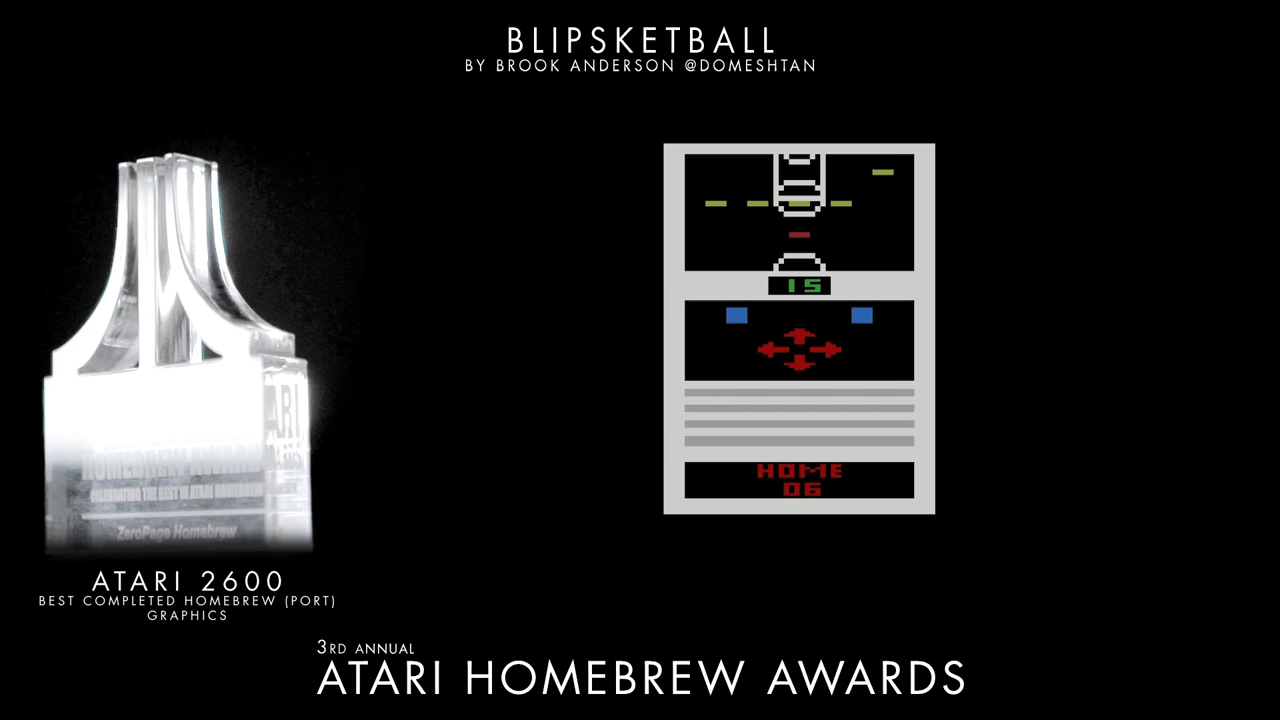 BLIPSKETBALL
BY BROOK ANDERSON @DOMESHTAN
15
HOME
06
HOMEBREW AWAR
CELEBRATING THE BEST IN ATARI HOMEBREW
ZeroPage Homebrew
ATARI 2600
BEST COMPLETED HOMEBREW (PORT)
GRAPHICS
3RD ANNUAL
ATARI HOMEBREW AWARDS